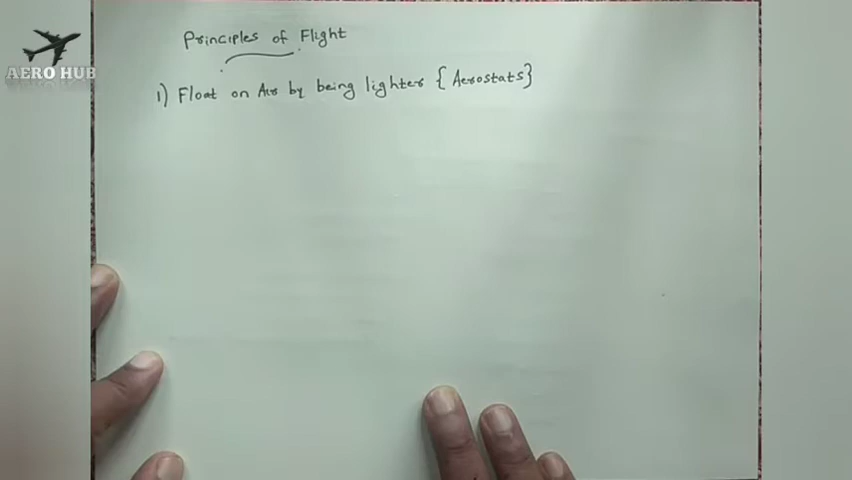 AERO HUB
Principles of Flight
1) Float on Air by being lighter { Aerostats}